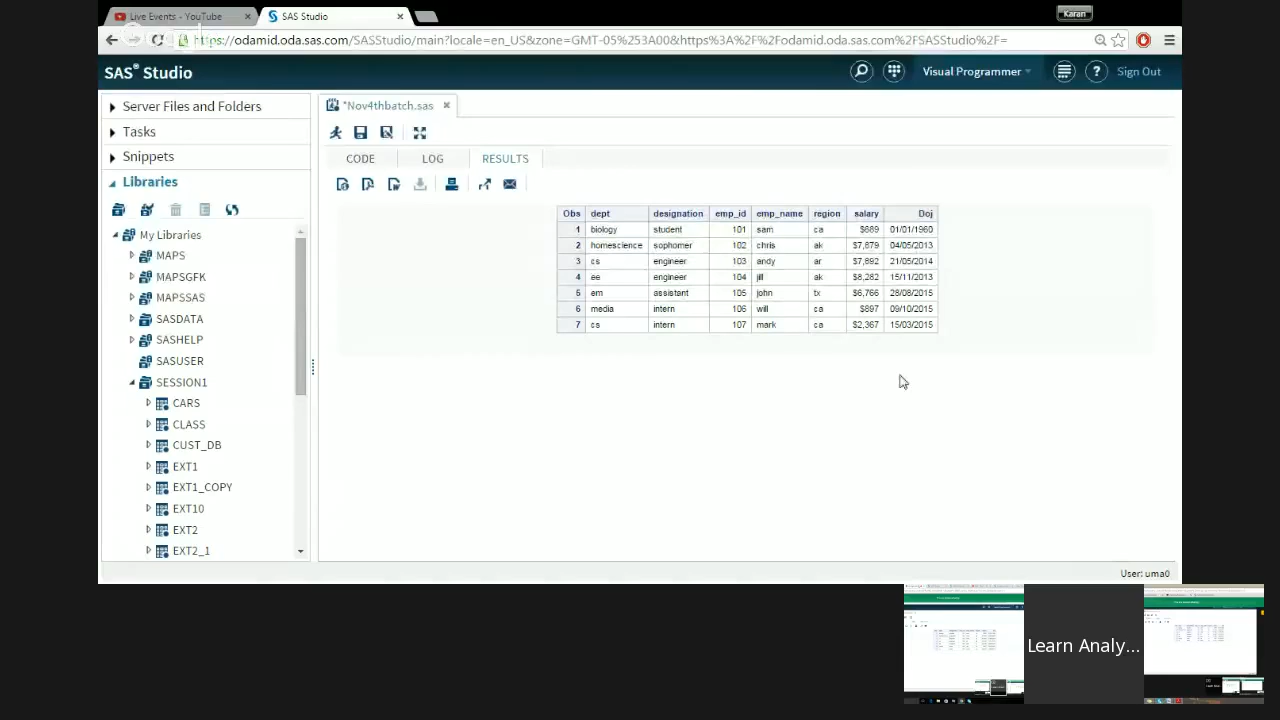 Live Events - YouTube
SAS Studio
Karan
https://odamid.oda.sas.com/SASStudio/main?locale=en_US&zone=GMT-05%253A00&https%3A%2F%2Fodamid.oda.sas.com%2FSASStudio%2F=
SAS® Studio
Visual Programmer
Sign Out
Server Files and Folders
Tasks
Snippets
Libraries
My Libraries
MAPS
MAPSGFK
MAPSSAS
SASDATA
SASHELP
SASUSER
SESSION1
CARS
CLASS
CUST_DB
EXT1
EXT1_COPY
EXT10
EXT2
EXT2_1
*Nov4thbatch.sas
CODE LOG RESULTS
Obs dept designation emp_id emp_name region salary Doj
1 biology student 101 sam ca $689 01/01/1960
2 homescience sophomer 102 chris ak $7,879 04/05/2013
3 cs engineer 103 andy ar $7,892 21/05/2014
4 ee engineer 104 jill ak $8,282 15/11/2013
5 em assistant 105 john tx $6,766 28/08/2015
6 media intern 106 will ca $897 09/10/2015
7 cs intern 107 mark ca $2,367 15/03/2015
User: uma0
Learn Analy...